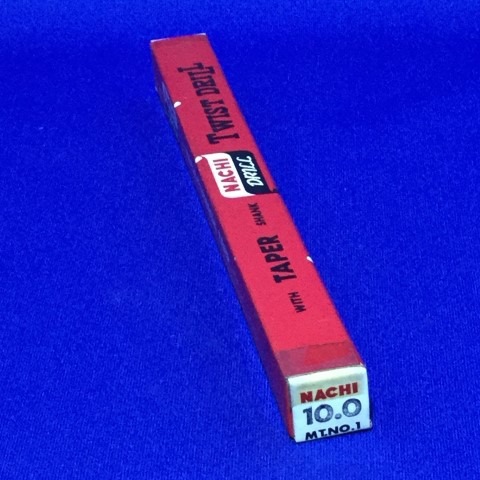 TWIST DRILL
NACHI
DRILL
WITH TAPER SHANK
NACHI
10.0
MT.NO.1